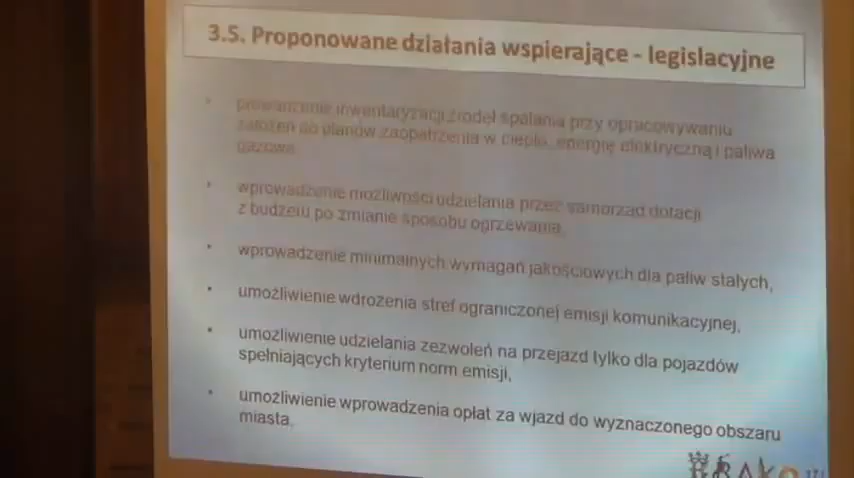 3.5. Proponowane działania wspierające - legislacyjne
prowadzenie inwentaryzacji źródeł spalania przy opracowywaniu
założeń do planów zaopatrzenia w ciepło, energię elektryczną i paliwa
gazowe
wprowadzenie możliwości udzielania przez samorząd dotacji
z budżetu po zmianie sposobu ogrzewania,
wprowadzenie minimalnych wymagań jakościowych dla paliw stałych,
umożliwienie wdrożenia stref ograniczonej emisji komunikacyjnej,
umożliwienie udzielania zezwoleń na przejazd tylko dla pojazdów
spełniających kryterium norm emisji,
umożliwienie wprowadzenia opłat za wjazd do wyznaczonego obszaru
miasta.